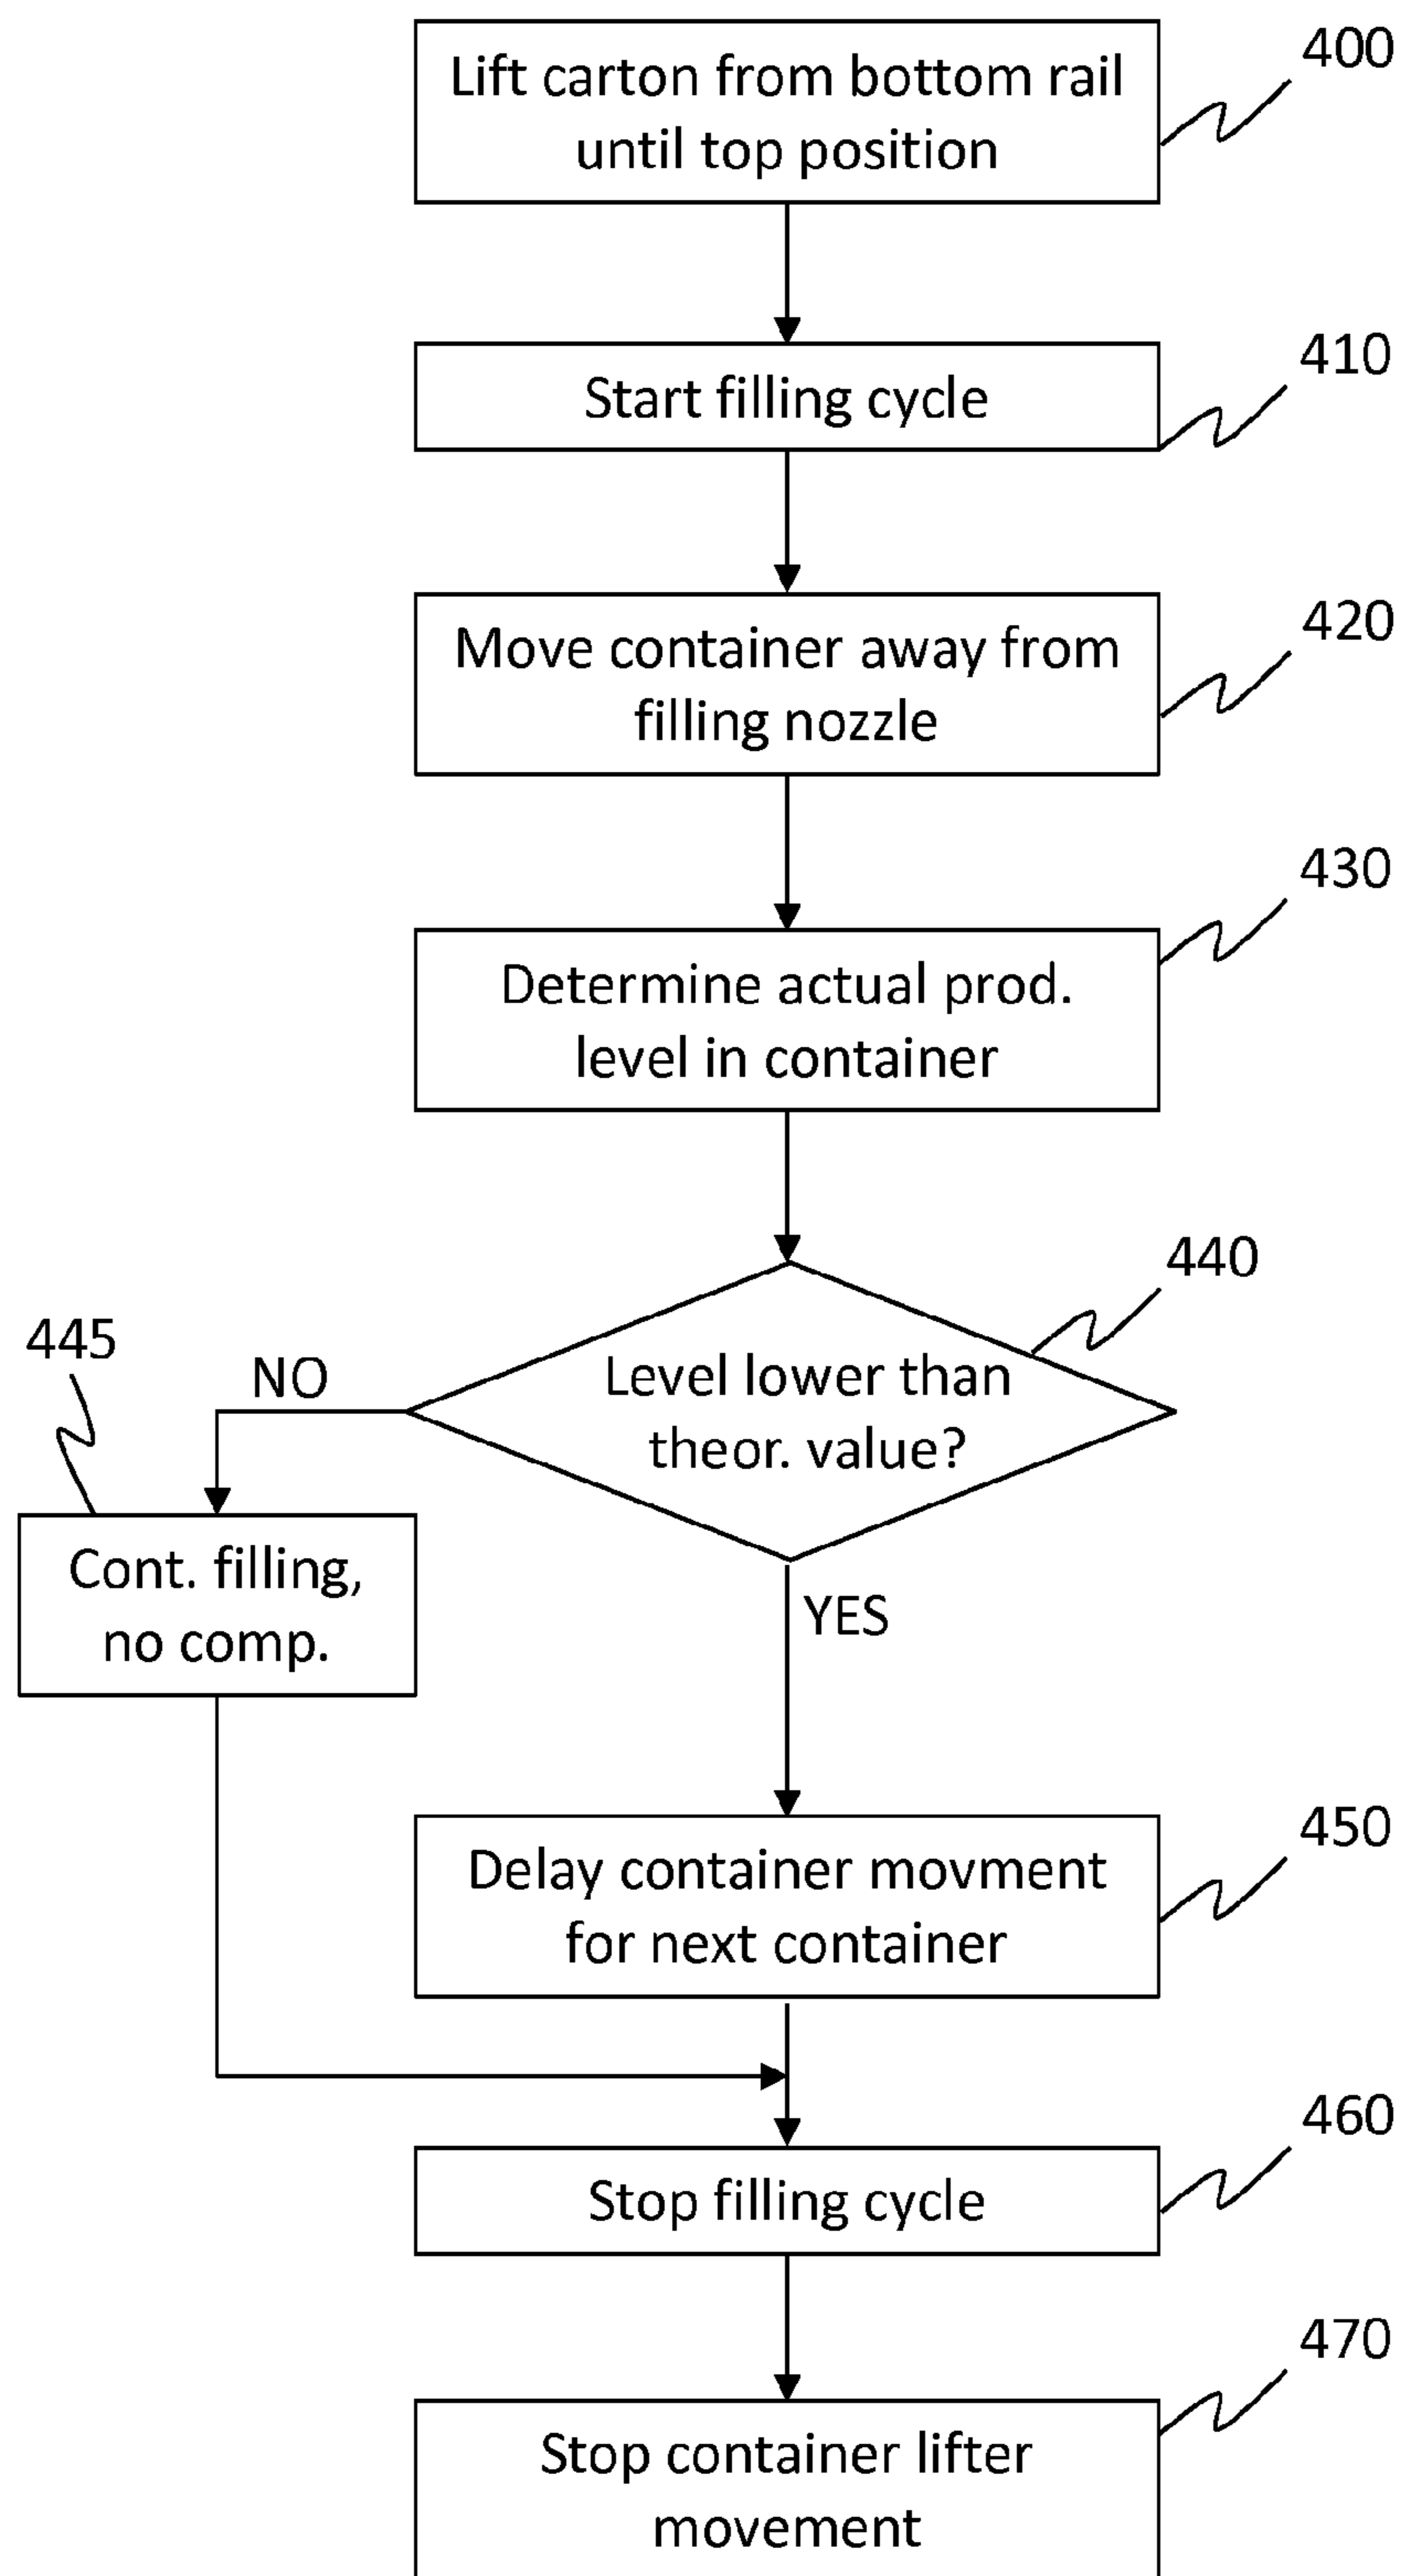 400
Lift carton from bottom rail
until top position
410
Start filling cycle
420
Move container away from
filling nozzle
430
Determine actual prod.
level in container
440
Level lower than
theor. value?
445
NO
Cont. filling,
no comp.
YES
450
Delay container movment
for next container
460
Stop filling cycle
470
Stop container lifter
movement